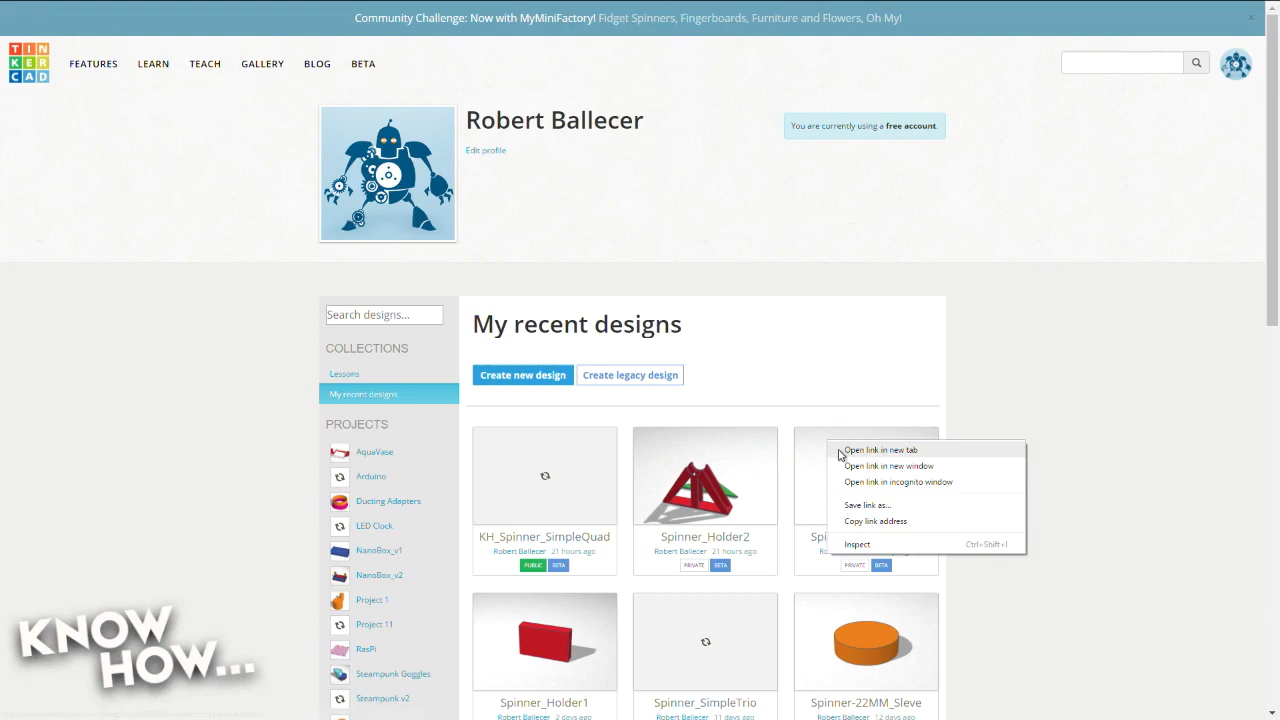 Community Challenge: Now with MyMiniFactory! Fidget Spinners, Fingerboards, Furniture and Flowers, Oh My! x
TIN
KER
CAD
FEATURES LEARN TEACH GALLERY BLOG BETA
Robert Ballecer
You are currently using a free account.
Edit profile
Search designs...
My recent designs
COLLECTIONS
Lessons
My recent designs
Create new design Create legacy design
PROJECTS
AquaVase
Arduino
Ducting Adapters
LED Clock
NanoBox_v1
NanoBox_v2
Project 1
Project 11
RasPi
Steampunk Goggles
Steampunk v2
KH_Spinner_SimpleQuad
Robert Ballecer 21 hours ago
PUBLIC BETA
Spinner_Holder2
Robert Ballecer 21 hours ago
PRIVATE BETA
PRIVATE BETA
Open link in new tab
Open link in new window
Open link in incognito window
Save link as...
Copy link address
Inspect Ctrl+Shift+I
Spinner_Holder1
Robert Ballecer 2 days ago
Spinner_SimpleTrio
Robert Ballecer 11 days ago
Spinner-22MM_Sleve
Robert Ballecer 12 days ago
KNOW
HOW...